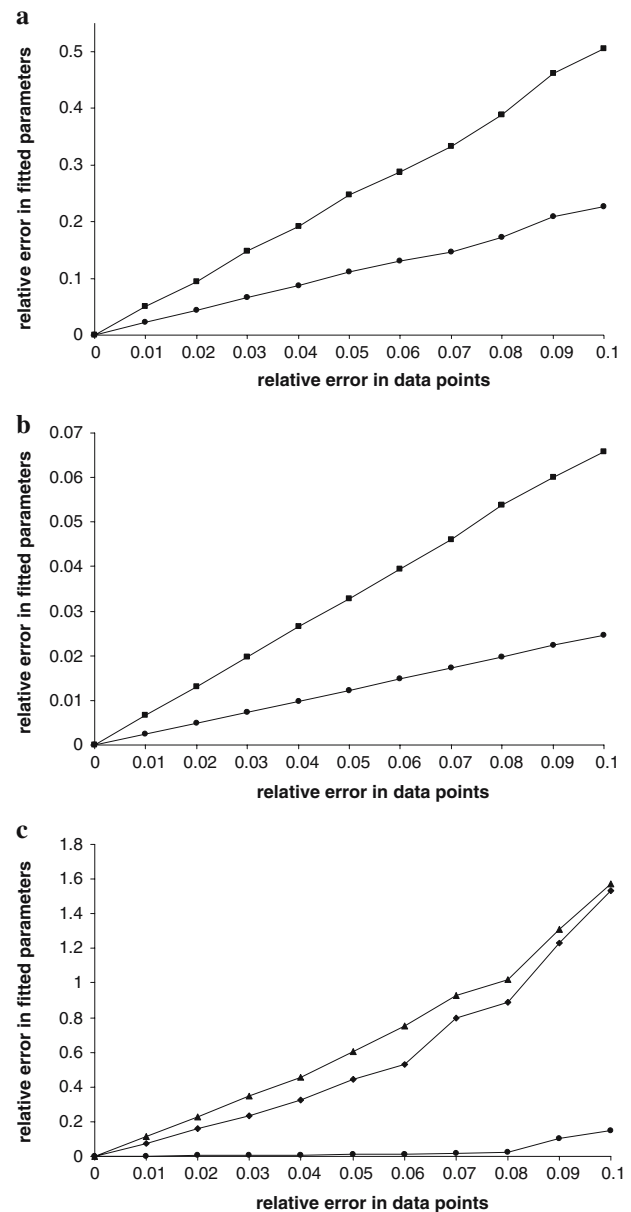 a
relative error in fitted parameters
0.5
0.4
0.3
0.2
0.1
0
0 0.01 0.02 0.03 0.04 0.05 0.06 0.07 0.08 0.09 0.1
relative error in data points
b
relative error in fitted parameters
0.07
0.06
0.05
0.04
0.03
0.02
0.01
0
0 0.01 0.02 0.03 0.04 0.05 0.06 0.07 0.08 0.09 0.1
relative error in data points
c
relative error in fitted parameters
1.8
1.6
1.4
1.2
1
0.8
0.6
0.4
0.2
0
0 0.01 0.02 0.03 0.04 0.05 0.06 0.07 0.08 0.09 0.1
relative error in data points